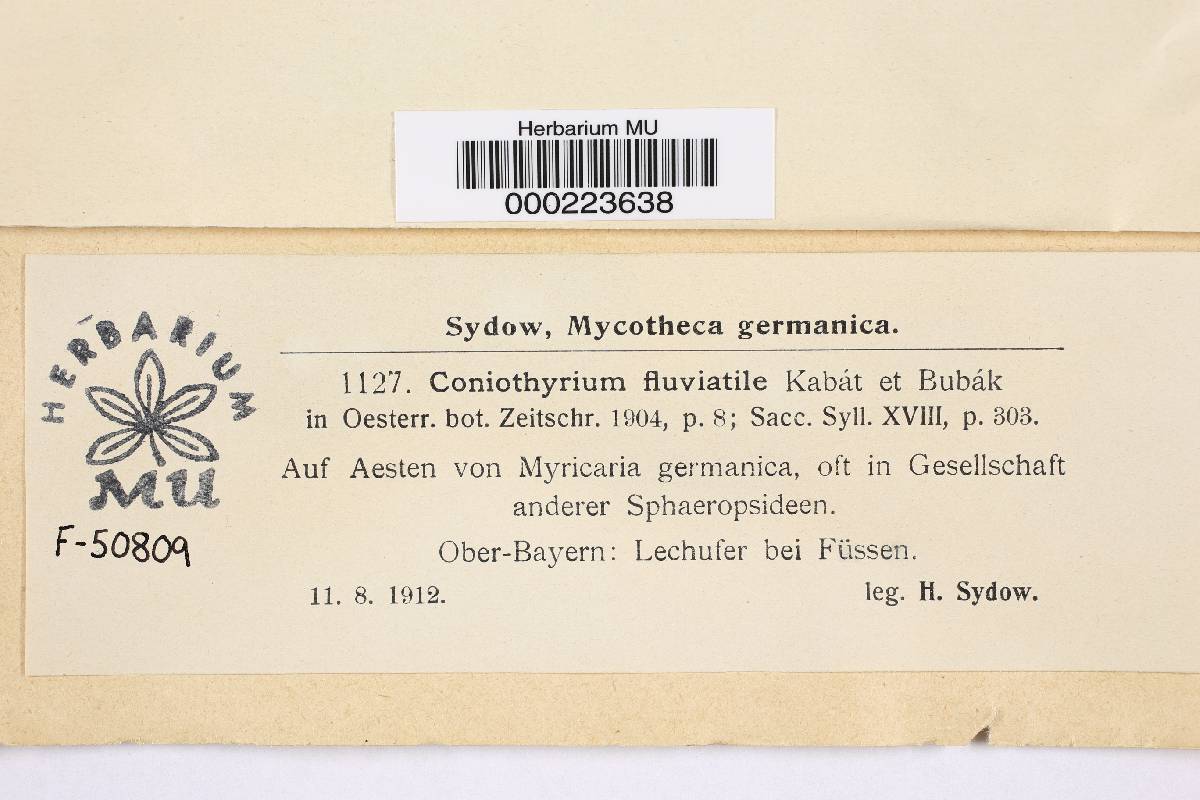 Herbarium MU
000223638
HERBARIUM
MU
F-50809
Sydow, Mycotheca germanica.
1127. Coniothyrium fluviatile Kabát et Bubák
in Oesterr. bot. Zeitschr. 1904, p. 8; Sacc. Syll. XVIII, p. 303.
Auf Aesten von Myricaria germanica, oft in Gesellschaft
anderer Sphaeropsideen.
Ober-Bayern: Lechufer bei Füssen.
11. 8. 1912. leg. H. Sydow.